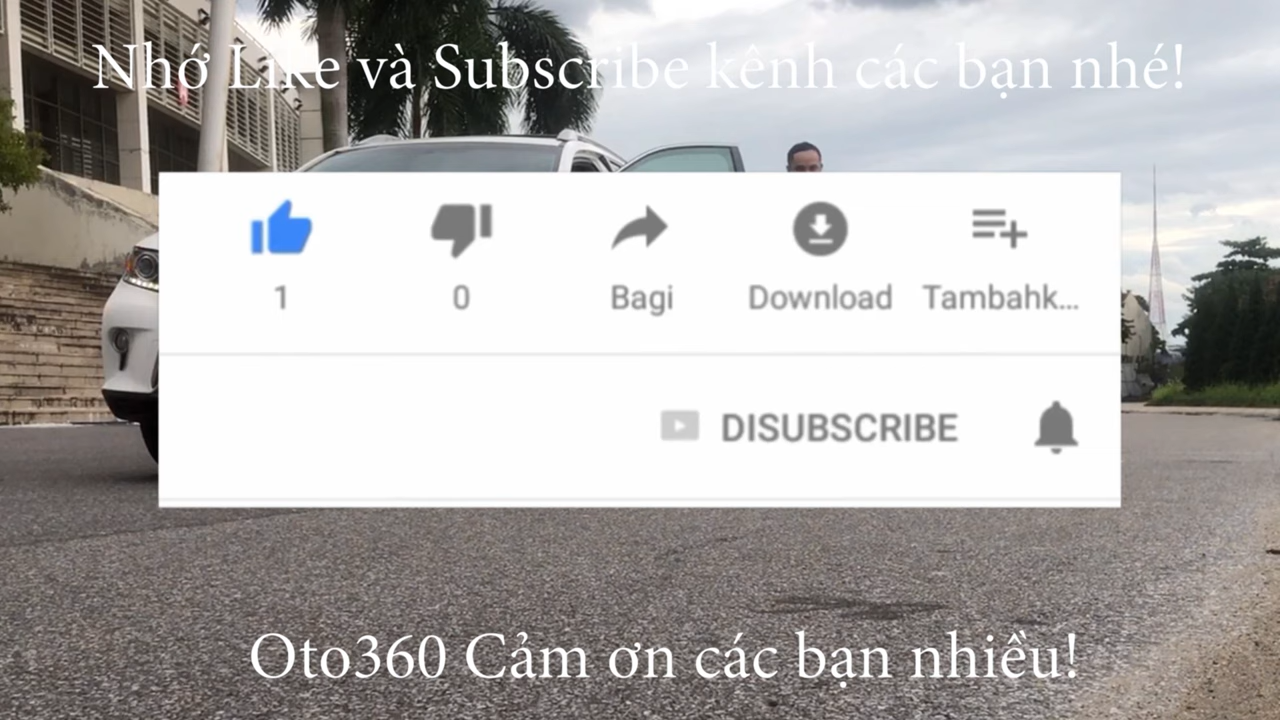 Nhớ Like và Subscribe kênh các bạn nhé!
1 0 Bagi Download Tambahk...
DISUBSCRIBE
Oto360 Cảm ơn các bạn nhiều!